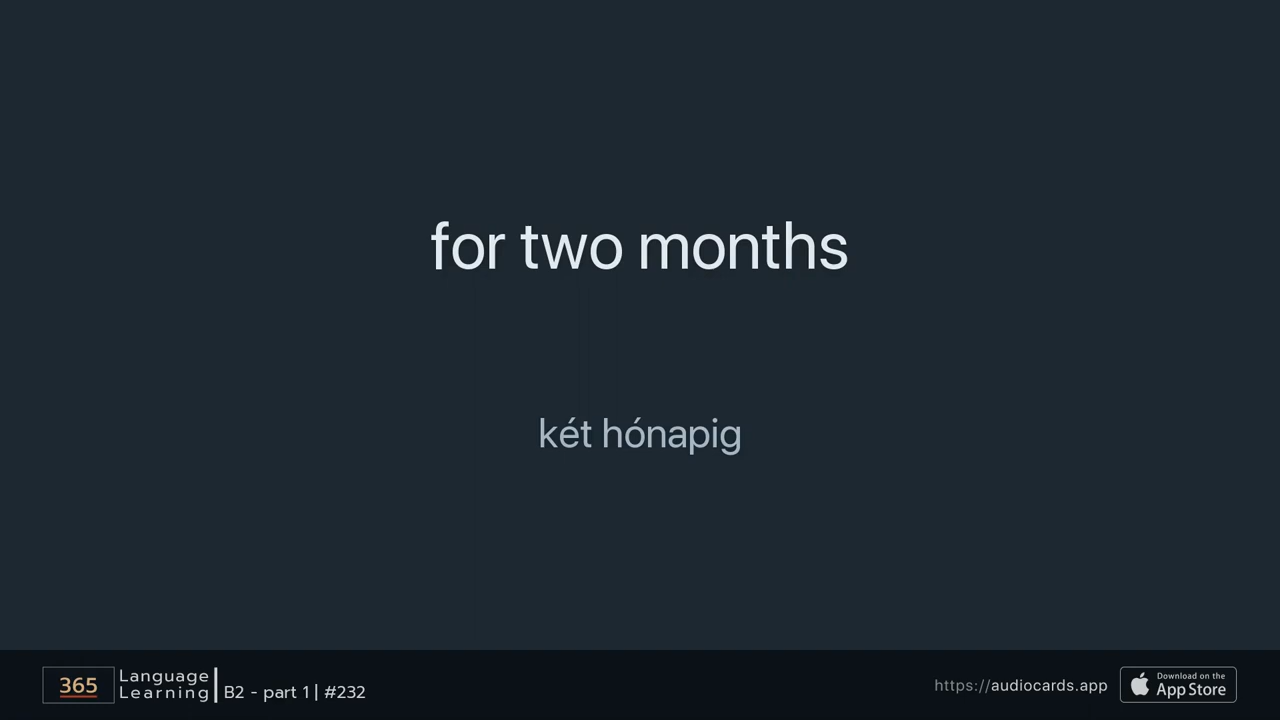 for two months
két hónapig
365
Language
Learning
B2 - part 1 | #232
https://audiocards.app
Download on the
App Store